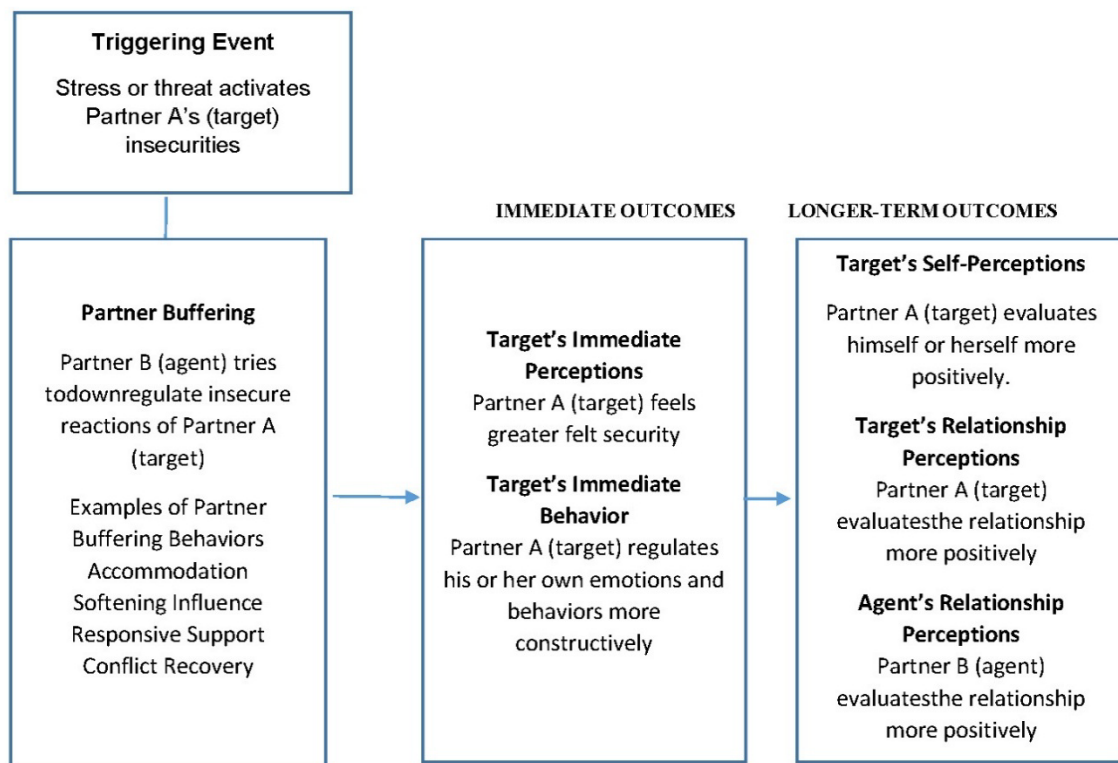 Triggering Event
Stress or threat activates
Partner A's (target)
insecurities
IMMEDIATE OUTCOMES
LONGER-TERM OUTCOMES
Partner Buffering
Partner B (agent) tries
todownregulate insecure
reactions of Partner A
(target)
Examples of Partner
Buffering Behaviors
Accommodation
Softening Influence
Responsive Support
Conflict Recovery
Target's Immediate
Perceptions
Partner A (target) feels
greater felt security
Target's Immediate
Behavior
Partner A (target) regulates
his or her own emotions and
behaviors more
constructively
Target's Self-Perceptions
Partner A (target) evaluates
himself or herself more
positively.
Target's Relationship
Perceptions
Partner A (target)
evaluatesthe relationship
more positively
Agent's Relationship
Perceptions
Partner B (agent)
evaluatesthe relationship
more positively